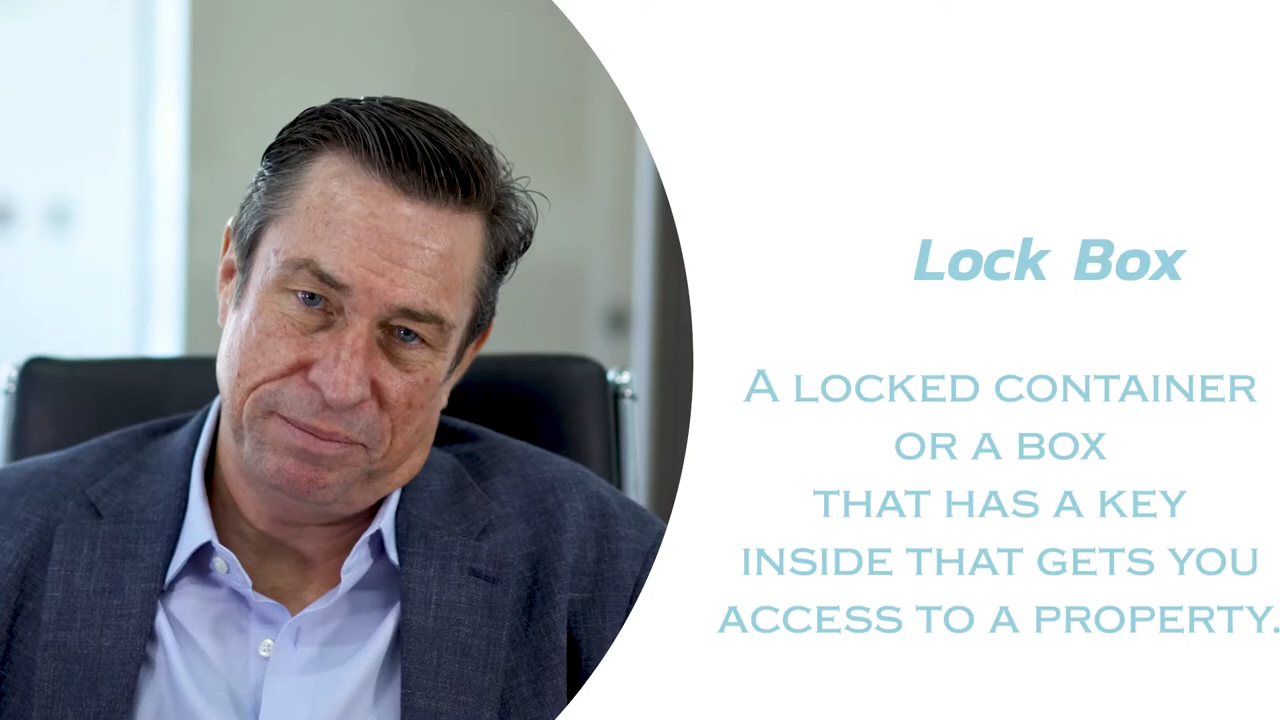 Lock Box
A LOCKED CONTAINER
OR A BOX
THAT HAS A KEY
INSIDE THAT GETS YOU
ACCESS TO A PROPERTY.